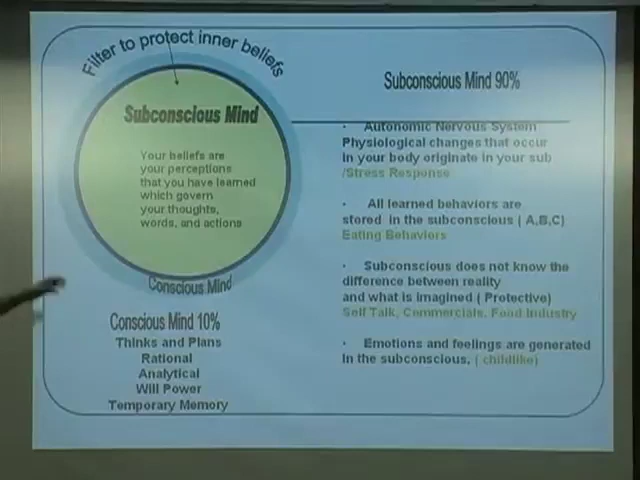 Filter to protect inner beliefs
Subconscious Mind
Your beliefs are
your perceptions
that you have learned
which govern
your thoughts,
words, and actions
Conscious Mind
Conscious Mind 10%
Thinks and Plans
Rational
Analytical
Will Power
Temporary Memory
Subconscious Mind 90%
· Autonomic Nervous System
Physiological changes that occur
in your body originate in your sub
/Stress Response
· All learned behaviors are
stored in the subconscious ( A,B,C)
Eating Behaviors
· Subconscious does not know the
difference between reality
and what is imagined ( Protective)
Self Talk, Commercials, Food Industry
· Emotions and feelings are generated
in the subconscious. ( childlike)